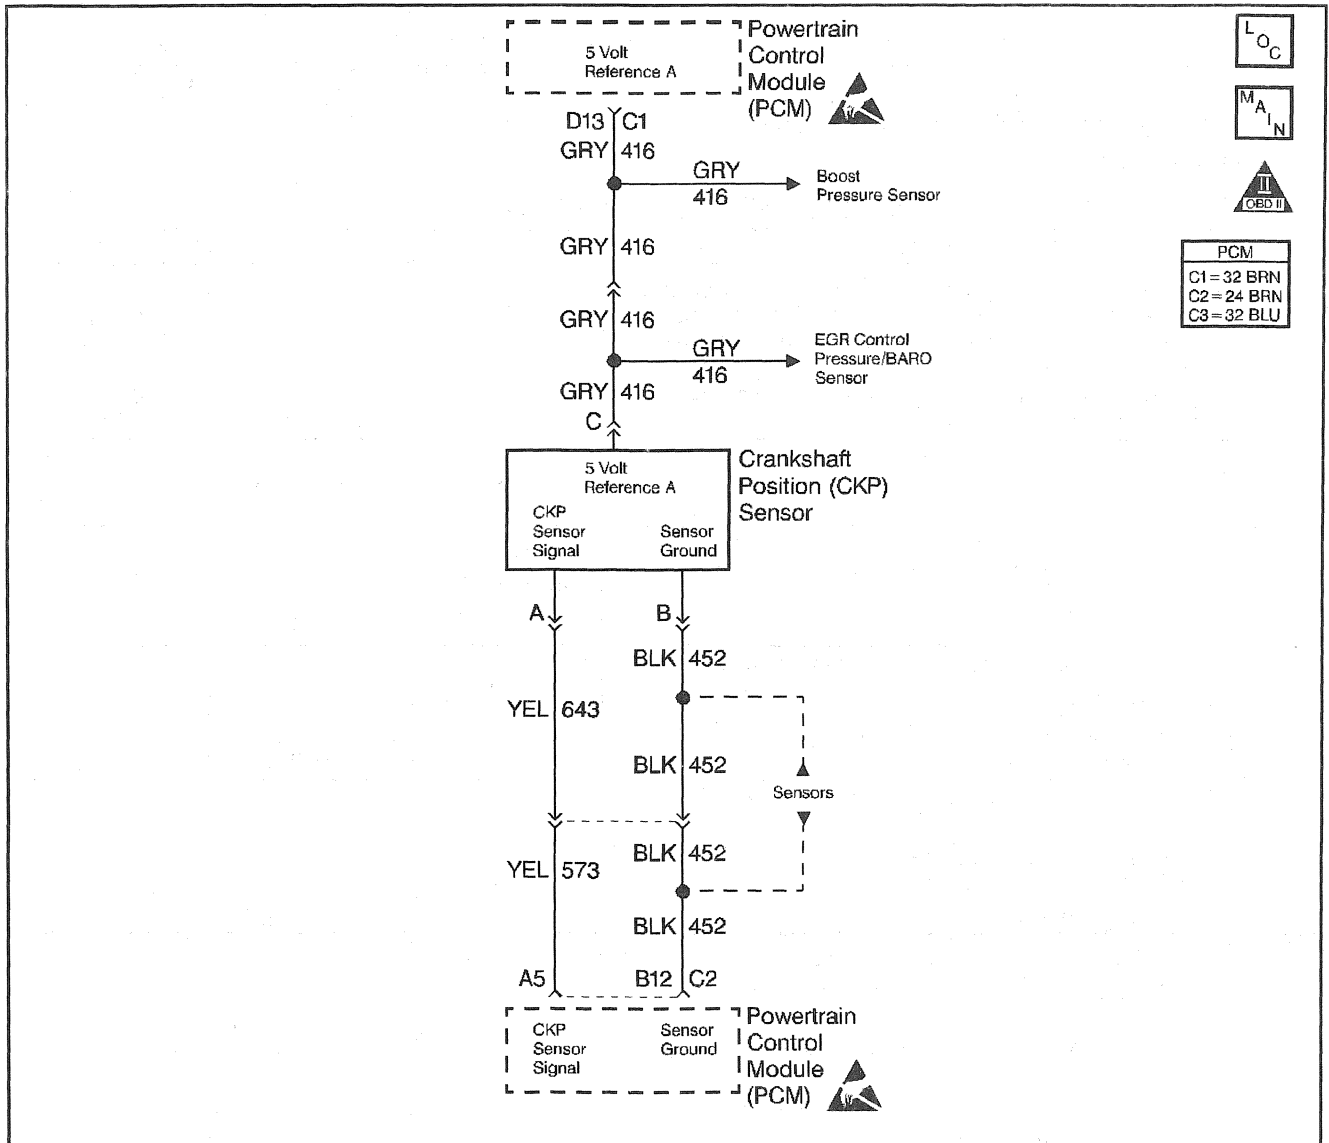 5 Volt
Reference A
Powertrain
Control
Module
(PCM)
LOC
MAIN
II
OBD II
PCM
C1=32 BRN
C2=24 BRN
C3=32 BLU
D13 C1
GRY 416
GRY
416
Boost
Pressure Sensor
GRY 416
GRY 416
GRY
416
EGR Control
Pressure/BARO
Sensor
GRY 416
C
5 Volt
Reference A
CKP
Sensor
Signal
Sensor
Ground
Crankshaft
Position (CKP)
Sensor
A
B
BLK 452
YEL 643
BLK 452
Sensors
BLK 452
YEL 573
BLK 452
A5
B12 C2
CKP
Sensor
Signal
Sensor
Ground
Powertrain
Control
Module
(PCM)